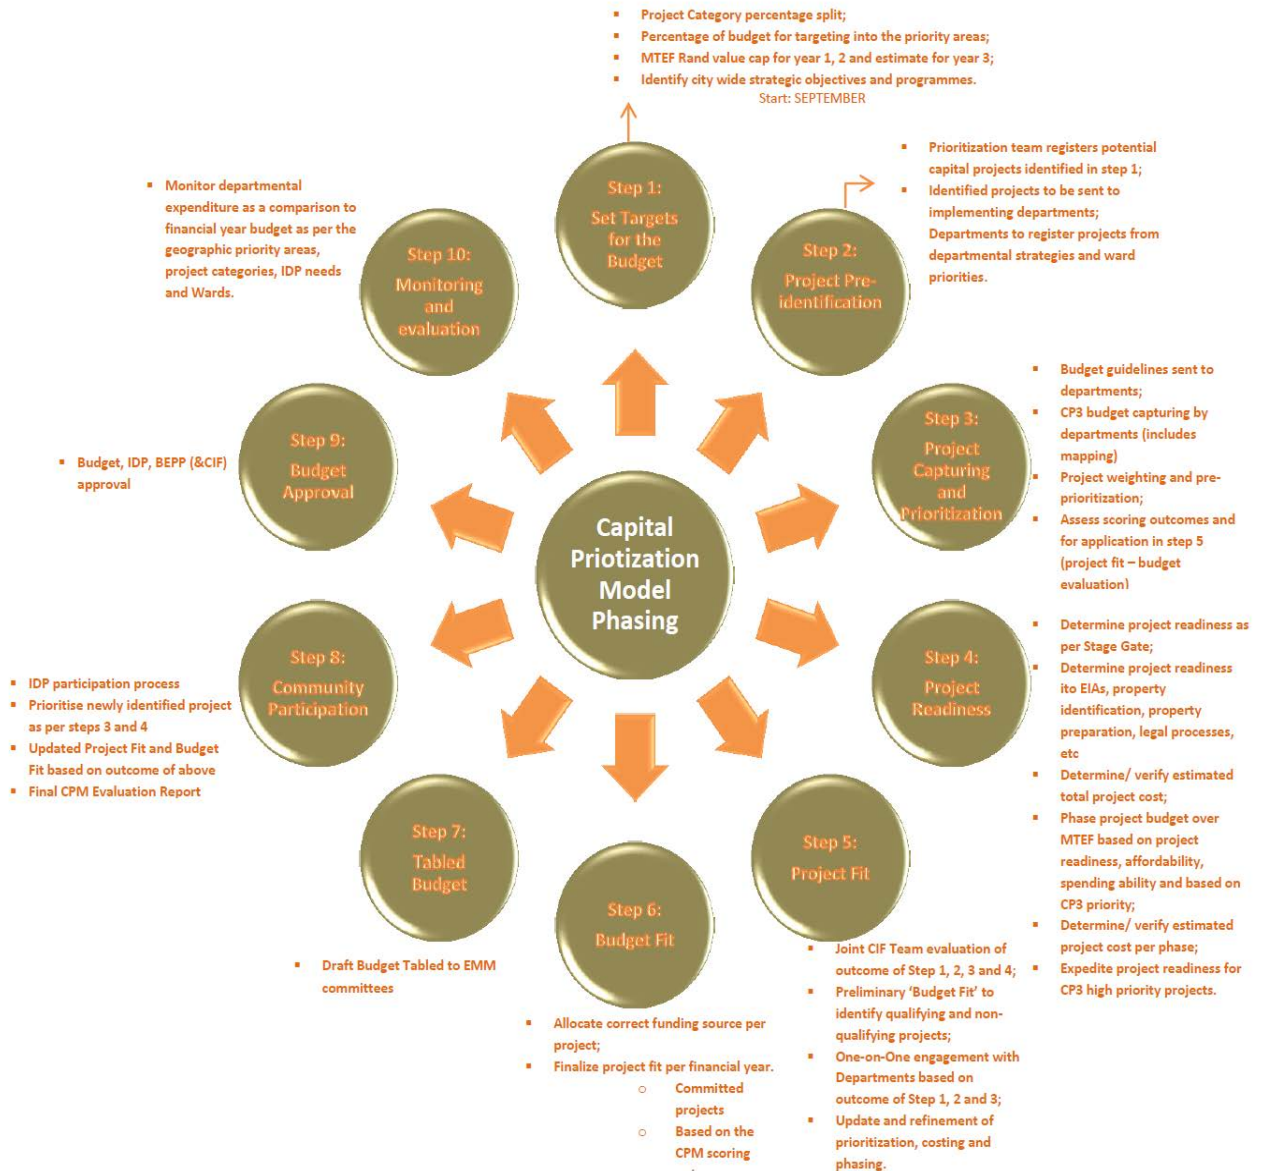 ▪ Project Category percentage split;
▪ Percentage of budget for targeting into the priority areas;
▪ MTEF Rand value cap for year 1, 2 and estimate for year 3;
▪ Identify city wide strategic objectives and programmes.
Start: SEPTEMBER
Step 1:
Set Targets
for the
Budget
▪ Prioritization team registers potential
capital projects identified in step 1;
▪ Identified projects to be sent to
implementing departments;
Departments to register projects from
departmental strategies and ward
priorities.
Step 2:
Project Pre-
identification
▪ Budget guidelines sent to
departments;
▪ CP3 budget capturing by
departments (includes
mapping)
▪ Project weighting and pre-
prioritization;
▪ Assess scoring outcomes and
for application in step 5
(project fit – budget
evaluation)
Step 3:
Project
Capturing
and
Prioritization
▪ Determine project readiness as
per Stage Gate;
▪ Determine project readiness
ito EIAs, property
identification, property
preparation, legal processes,
etc
▪ Determine/ verify estimated
total project cost;
▪ Phase project budget over
MTEF based on project
readiness, affordability,
spending ability and based on
CP3 priority;
▪ Determine/ verify estimated
project cost per phase;
▪ Expedite project readiness for
CP3 high priority projects.
Step 4:
Project
Readiness
Step 5:
Project Fit
▪ Joint CIF Team evaluation of
outcome of Step 1, 2, 3 and 4;
▪ Preliminary ‘Budget Fit’ to
identify qualifying and non-
qualifying projects;
▪ One-on-One engagement with
Departments based on
outcome of Step 1, 2 and 3;
▪ Update and refinement of
prioritization, costing and
phasing.
Step 6:
Budget Fit
▪ Allocate correct funding source per
project;
▪ Finalize project fit per financial year.
o Committed
projects
o Based on the
CPM scoring
Step 7:
Tabled
Budget
▪ Draft Budget Tabled to EMM
committees
Step 8:
Community
Participation
▪ IDP participation process
▪ Prioritise newly identified project
as per steps 3 and 4
▪ Updated Project Fit and Budget
Fit based on outcome of above
▪ Final CPM Evaluation Report
Step 9:
Budget
Approval
▪ Budget, IDP, BEPP (&CIF)
approval
Step 10:
Monitoring
and
evaluation
▪ Monitor departmental
expenditure as a comparison to
financial year budget as per the
geographic priority areas,
project categories, IDP needs
and Wards.
Capital
Priotization
Model
Phasing